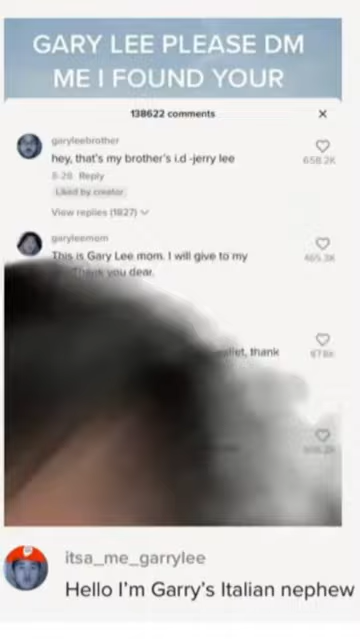 GARY LEE PLEASE DM
ME I FOUND YOUR
138622 comments
garyleebrother
hey, that's my brother's i.d -jerry lee
658.2K
8-28 Reply
Liked by creator
View replies (1827)
garyleemom
This is Gary Lee mom. I will give to my
465.3K
thank you dear.
thank
itsa_me_garrylee
Hello I'm Garry's Italian nephew